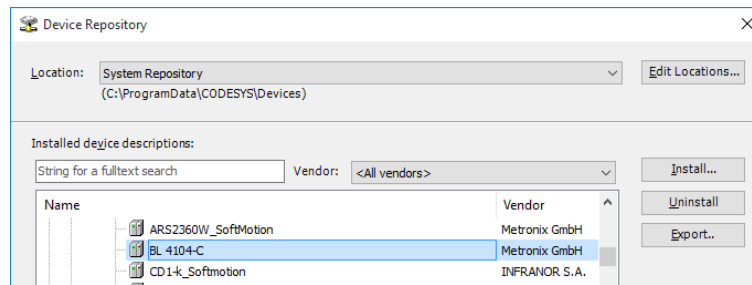 Device Repository
Location: System Repository Edit Locations...
(C:\ProgramData\CODESYS\Devices)
Installed device descriptions:
String for a fulltext search Vendor: <All vendors> Install...
Name Vendor Uninstall
ARS2360W_SoftMotion Metronix GmbH Export..
BL 4104-C Metronix GmbH
CD1-k_Softmotion INFRANOR S.A.